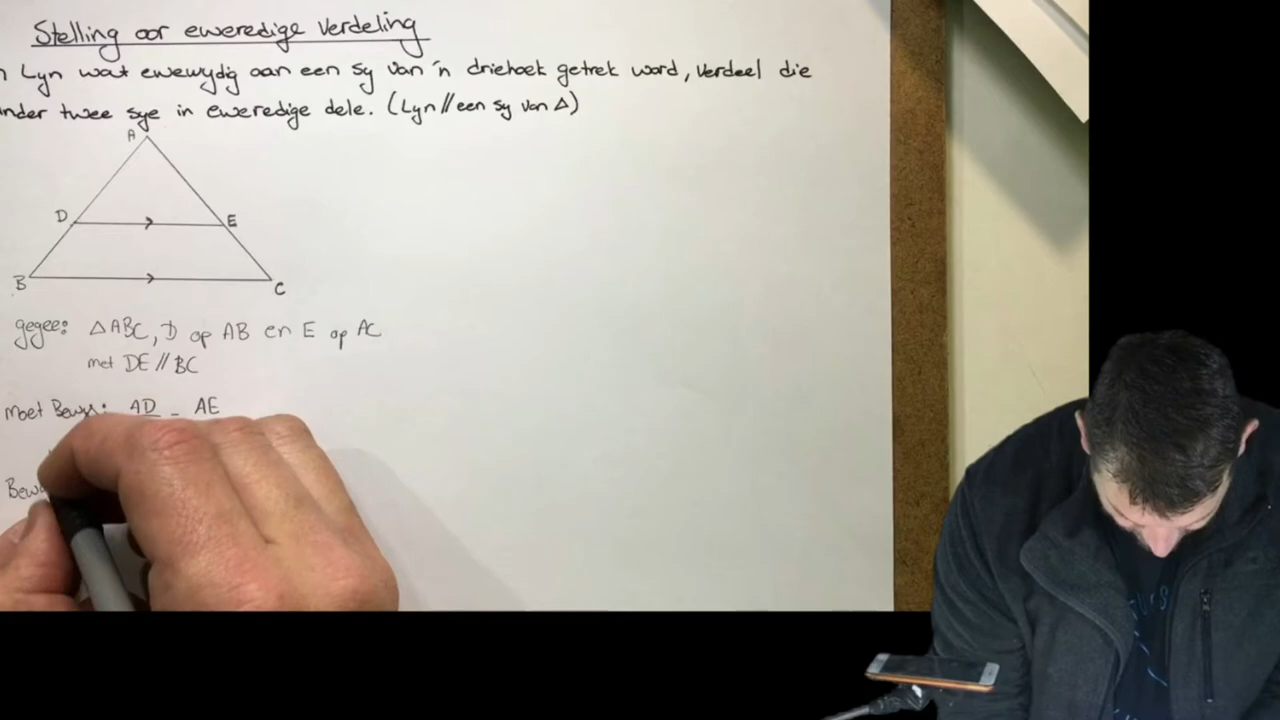 Stelling oor eweredige Verdeling
n Lyn wat ewewydig aan een sy van 'n driehoek getrek word, verdeel die
nder twee sye in eweredige dele. (Lyn // een sy van Δ)
A
D E
B C
gegee: ΔABC, D op AB en E op AC
met DE // BC
Moet Bewys: AD = AE
Bew